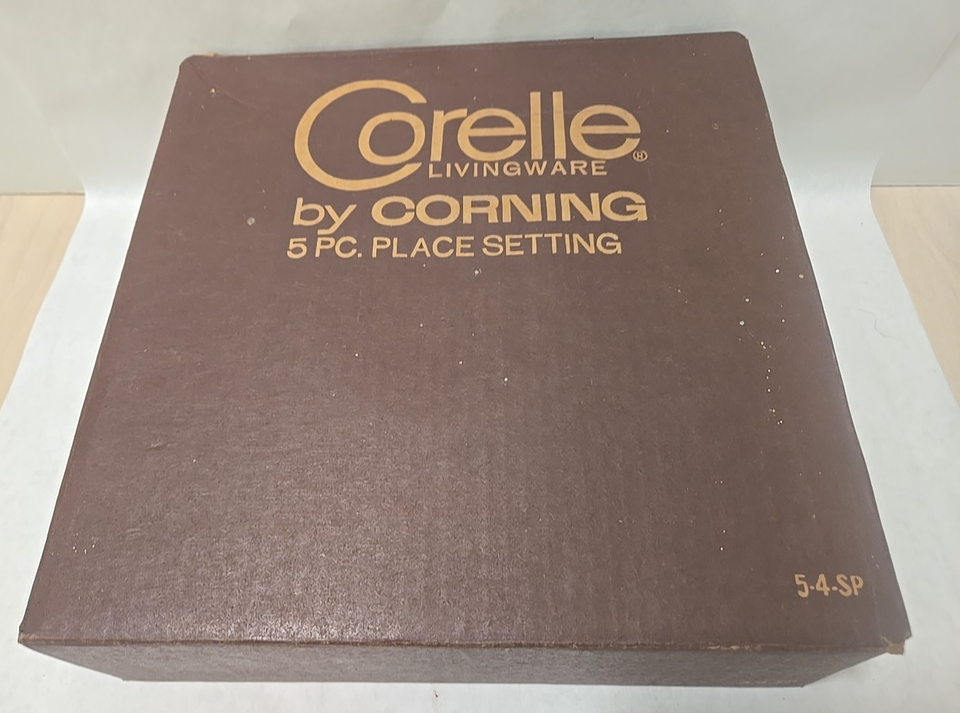 Corelle®
LIVINGWARE
by CORNING
5 PC. PLACE SETTING
5-4-SP